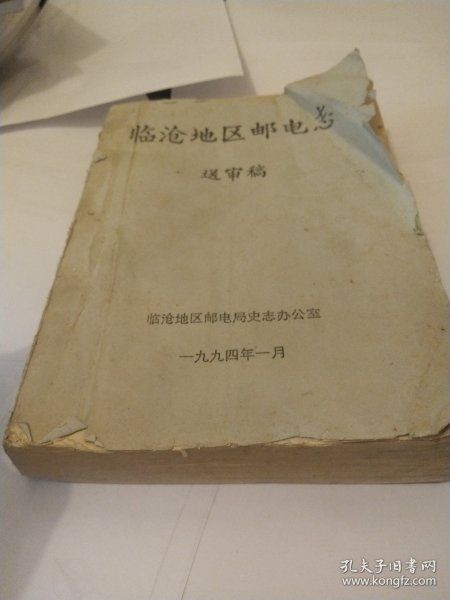 临沧地区邮电志
送审稿
临沧地区邮电局史志办公室
一九九四年一月
孔夫子旧书网
www.kongfz.com